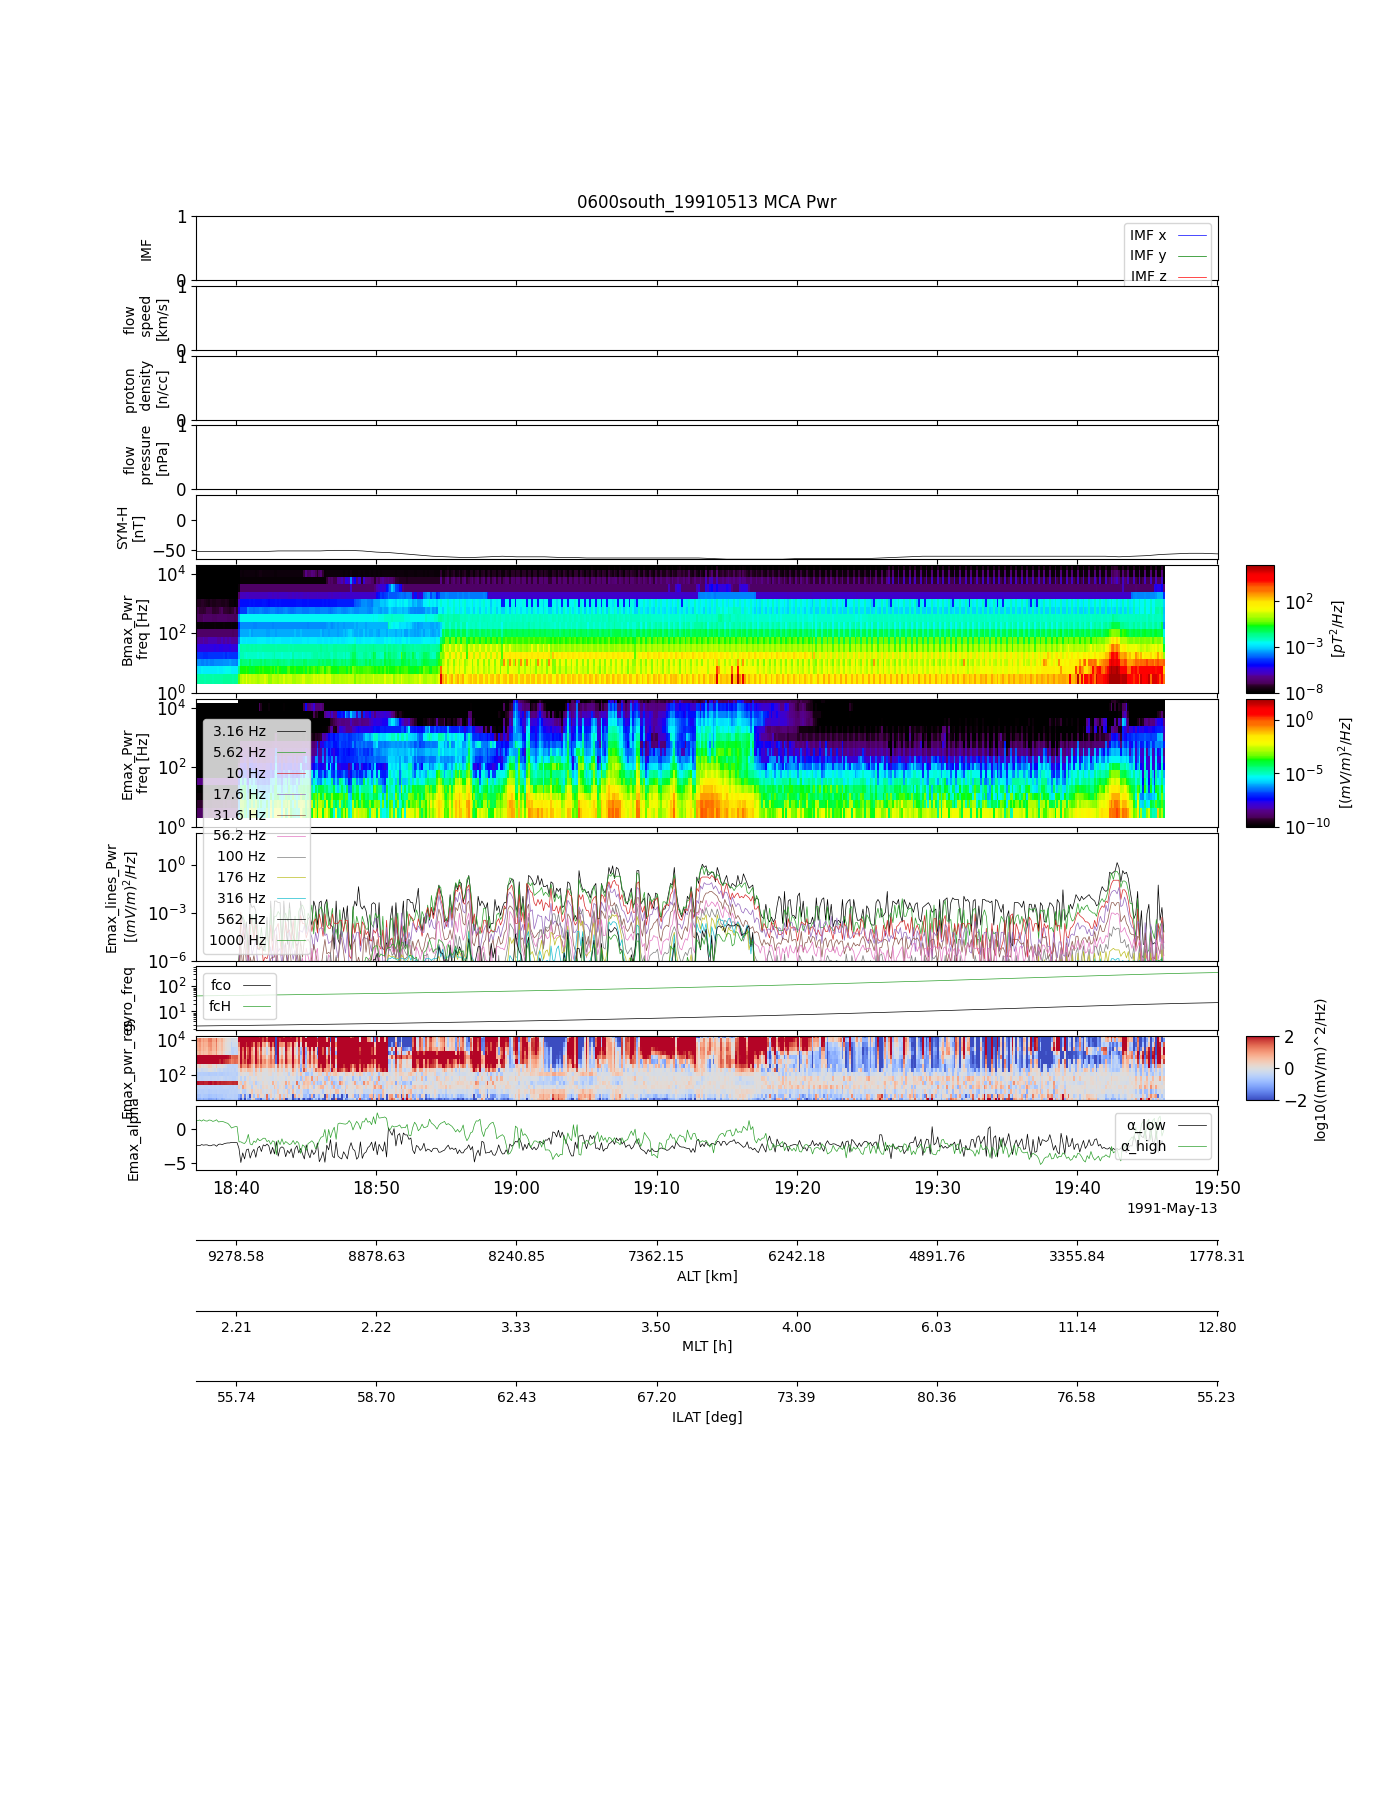 0600south_19910513 MCA Pwr
1
0
IMF
IMF x
IMF y
IMF z
1
0
flow
speed
[km/s]
1
0
proton
density
[n/cc]
1
0
flow
pressure
[nPa]
0
−50
SYM-H
[nT]
10^4
10^2
10^0
Bmax_Pwr
freq [Hz]
10^2
10^−3
10^−8
[pT^2/Hz]
10^4
10^2
10^0
Emax_Pwr
freq [Hz]
10^0
10^−5
10^−10
[(mV/m)^2/Hz]
3.16 Hz
5.62 Hz
10 Hz
17.6 Hz
31.6 Hz
56.2 Hz
100 Hz
176 Hz
316 Hz
562 Hz
1000 Hz
10^0
10^−3
10^−6
Emax_lines_Pwr
[(mV/m)^2/Hz]
10^2
10^1
gyro_freq
fco
fcH
10^4
10^2
Emax_pwr_rep
2
0
−2
log10((mV/m)^2/Hz)
0
−5
Emax_alpha
α_low
α_high
18:40 18:50 19:00 19:10 19:20 19:30 19:40 19:50
1991-May-13
9278.58 8878.63 8240.85 7362.15 6242.18 4891.76 3355.84 1778.31
ALT [km]
2.21 2.22 3.33 3.50 4.00 6.03 11.14 12.80
MLT [h]
55.74 58.70 62.43 67.20 73.39 80.36 76.58 55.23
ILAT [deg]